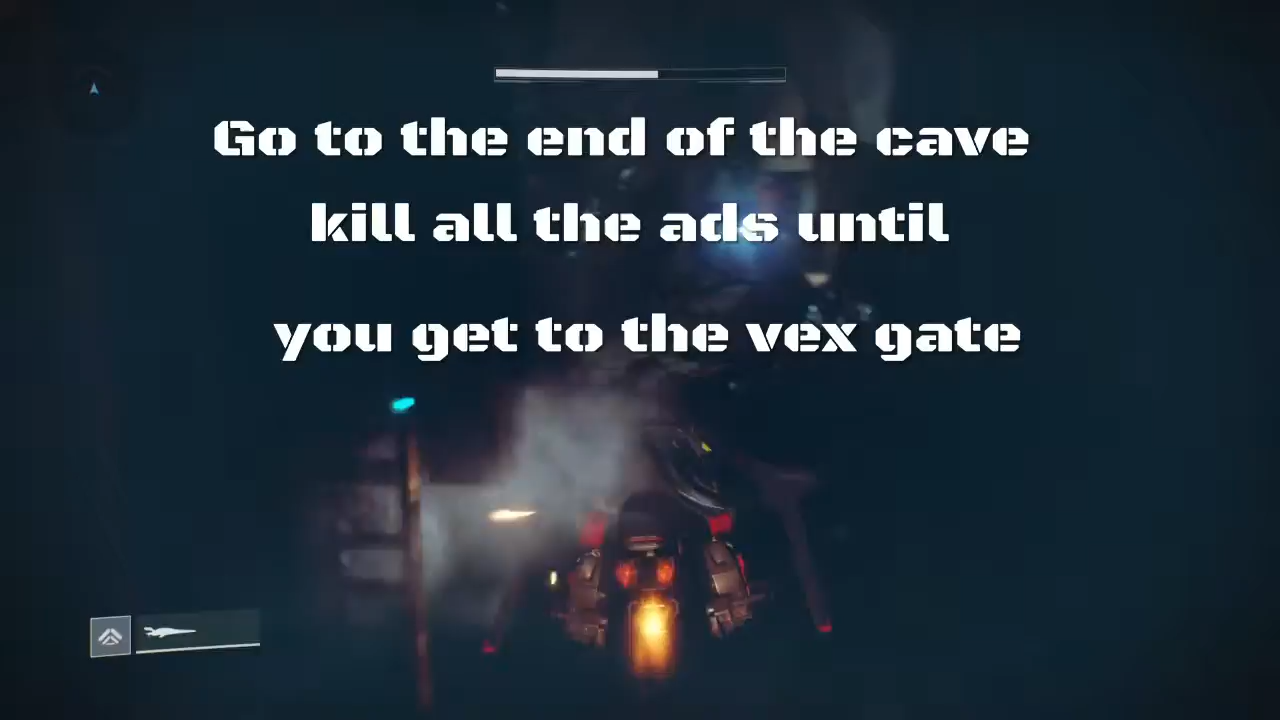 Go to the end of the cave
kill all the ads until
you get to the vex gate